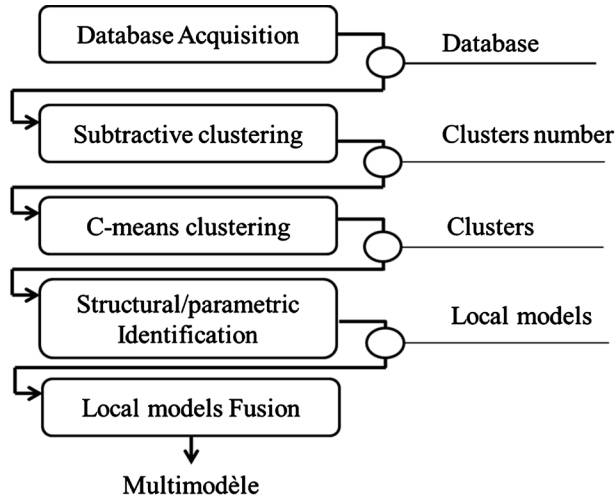 Database Acquisition
Database
Subtractive clustering
Clusters number
C-means clustering
Clusters
Structural/parametric
Identification
Local models
Local models Fusion
Multimodèle